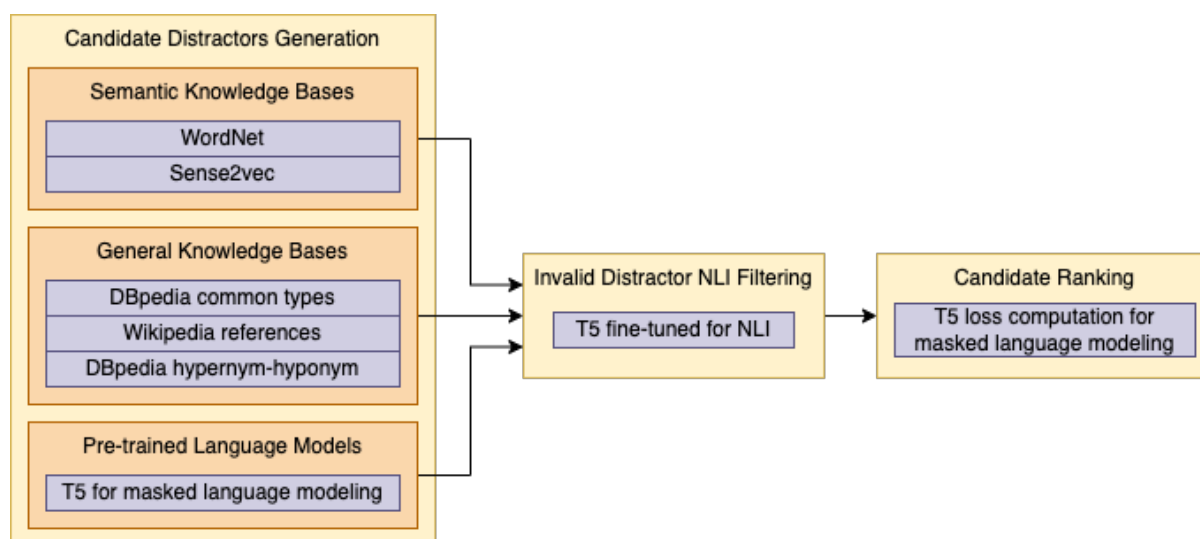 Candidate Distractors Generation
Semantic Knowledge Bases
WordNet
Sense2vec
General Knowledge Bases
DBpedia common types
Wikipedia references
DBpedia hypernym-hyponym
Pre-trained Language Models
T5 for masked language modeling
Invalid Distractor NLI Filtering
T5 fine-tuned for NLI
Candidate Ranking
T5 loss computation for
masked language modeling